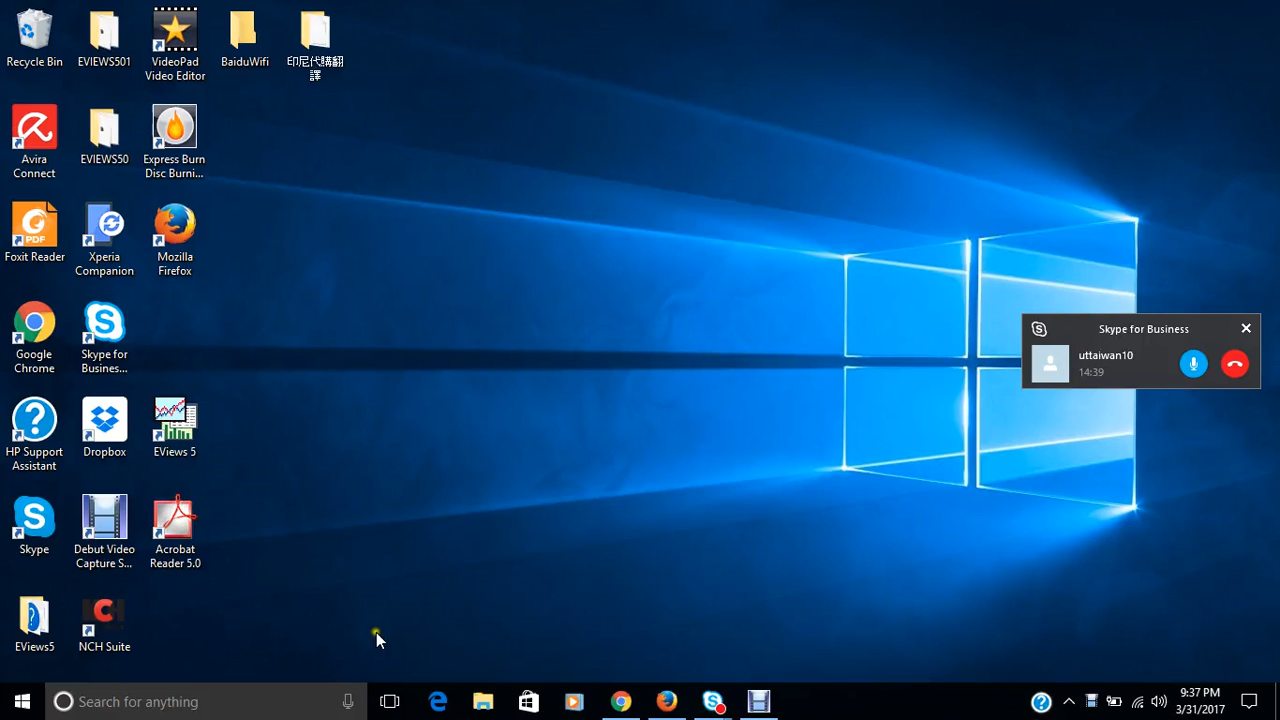 Recycle Bin
EVIEWS501
VideoPad
Video Editor
BaiduWifi
印尼代購翻
譯
Avira
Connect
EVIEWS50
Express Burn
Disc Burni...
PDF
Foxit Reader
Xperia
Companion
Mozilla
Firefox
Google
Chrome
Skype for
Busines...
Skype for Business
uttaiwan10
14:39
HP Support
Assistant
Dropbox
EViews 5
Skype
Debut Video
Capture S...
Acrobat
Reader 5.0
EViews5
NCH Suite
Search for anything
9:37 PM
3/31/2017